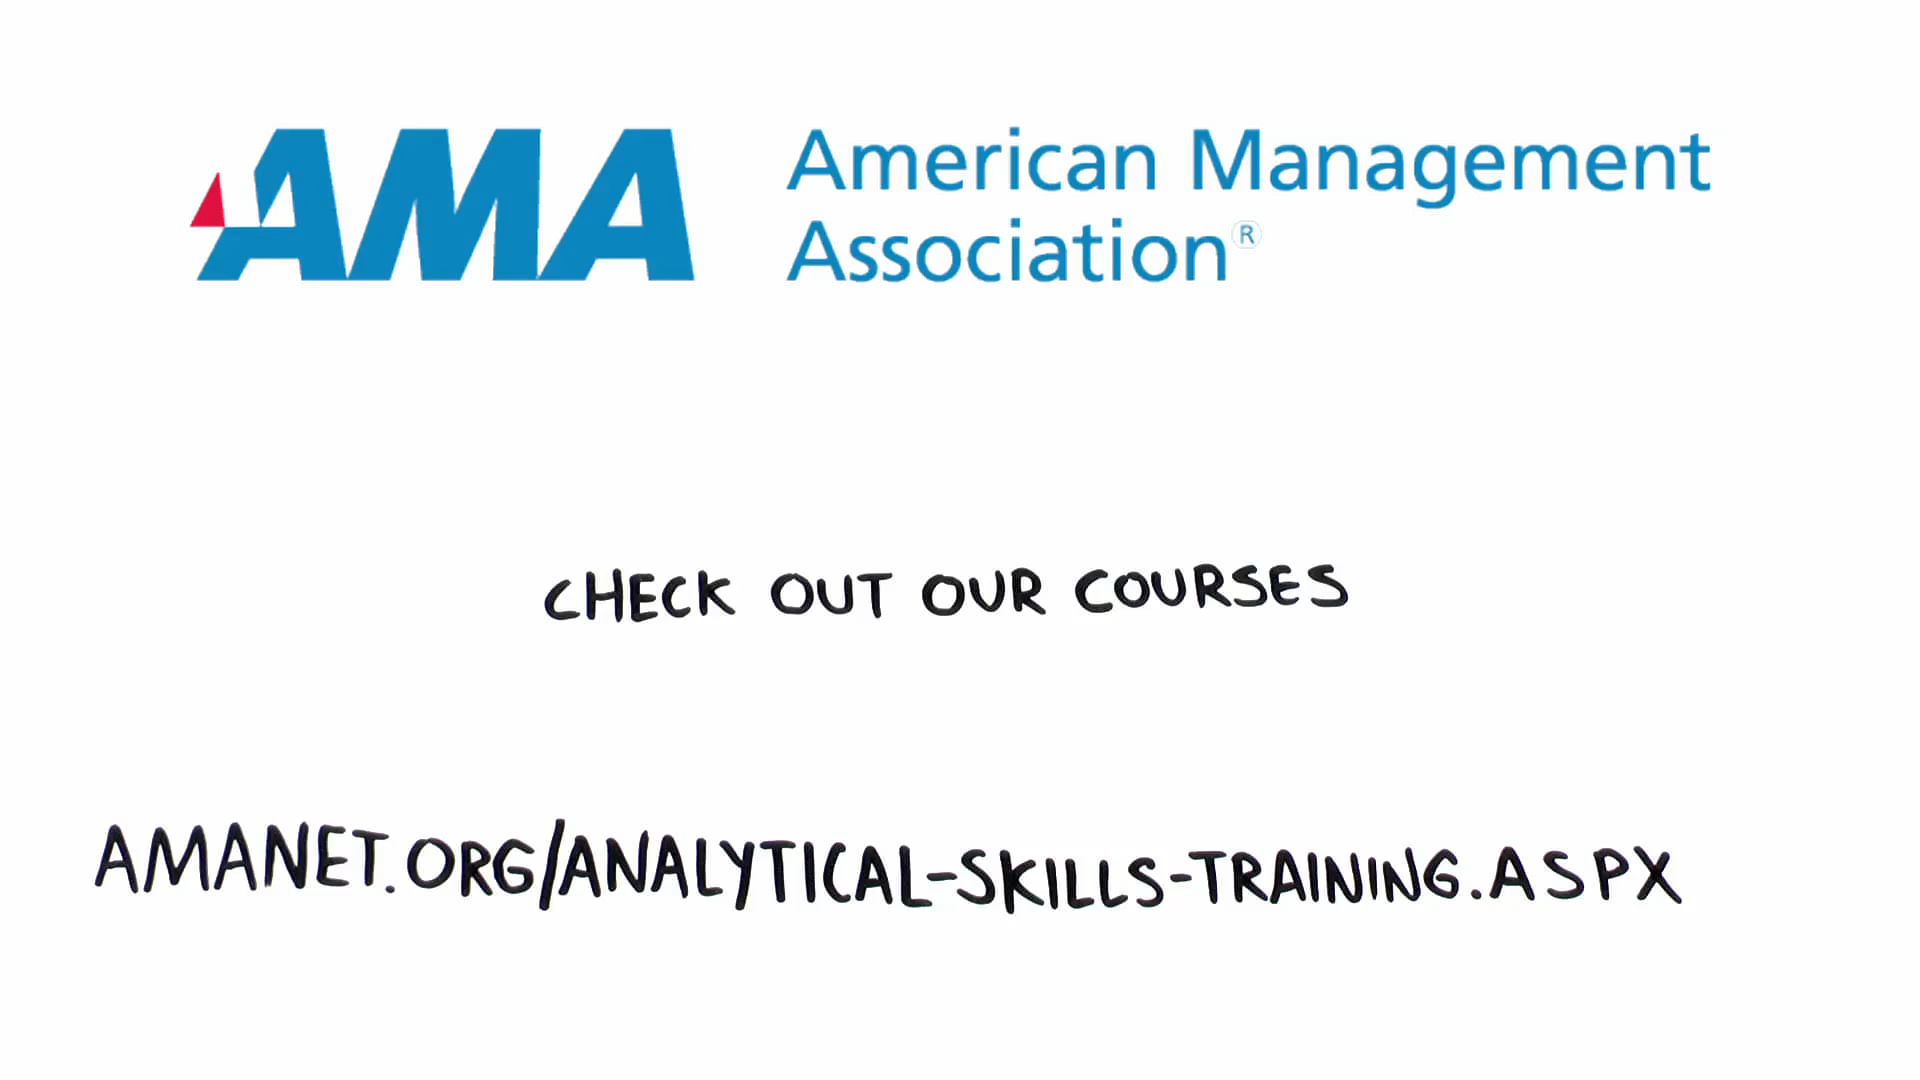 AMA
American Management
Association®
CHECK OUT OUR COURSES
AMANET.ORG/ANALYTICAL-SKILLS-TRAINING.ASPX